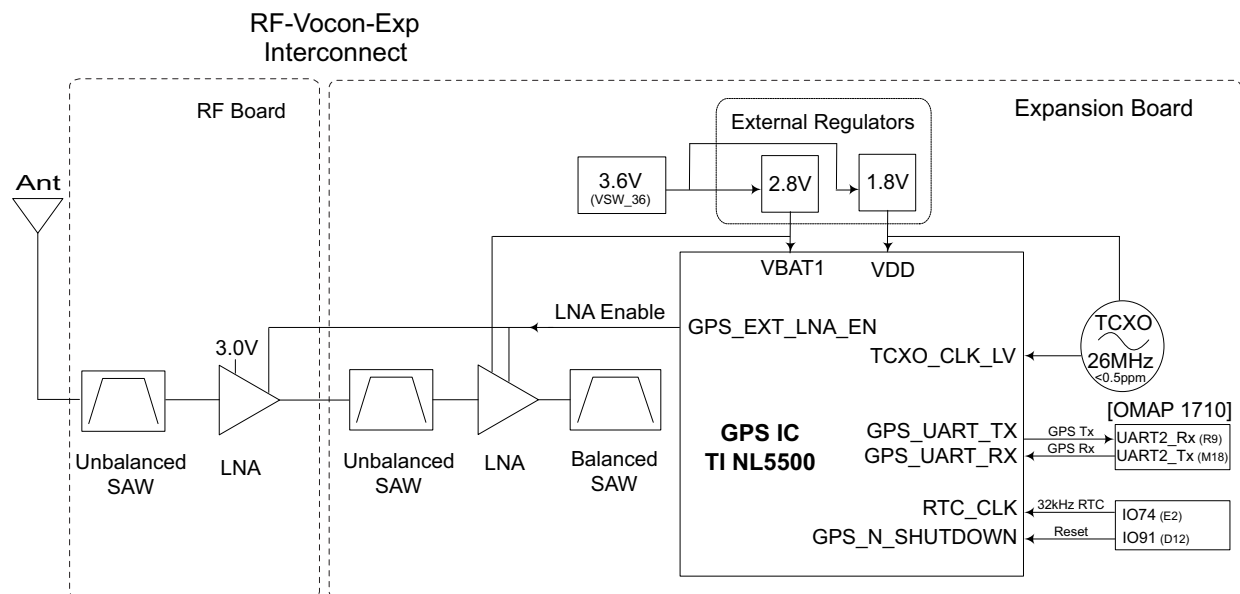 RF-Vocon-Exp
Interconnect
RF Board
Expansion Board
External Regulators
3.6V
(VSW_36)
2.8V
1.8V
Ant
VBAT1
VDD
LNA Enable
GPS_EXT_LNA_EN
TCXO
26MHz
<0.5ppm
TCXO_CLK_LV
3.0V
[OMAP 1710]
GPS IC
TI NL5500
GPS_UART_TX
GPS Tx
UART2_Rx (R9)
GPS_UART_RX
GPS Rx
UART2_Tx (M18)
Unbalanced
SAW
LNA
Unbalanced
SAW
LNA
Balanced
SAW
RTC_CLK
32kHz RTC
IO74 (E2)
GPS_N_SHUTDOWN
Reset
IO91 (D12)